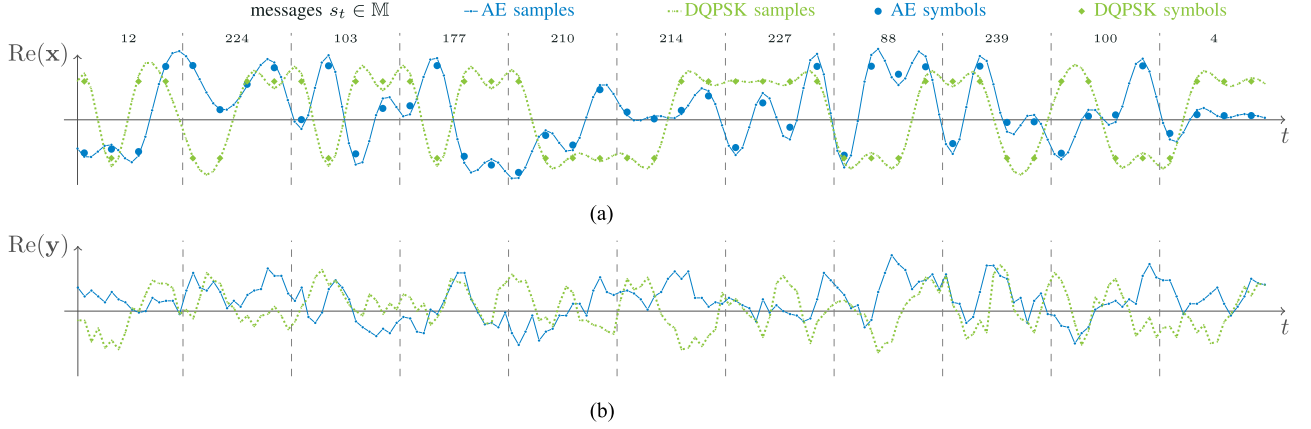 messages s_t ∈ 𝕄 AE samples DQPSK samples AE symbols DQPSK symbols
Re(x) 12 224 103 177 210 214 227 88 239 100 4
t
(a)
Re(y)
t
(b)